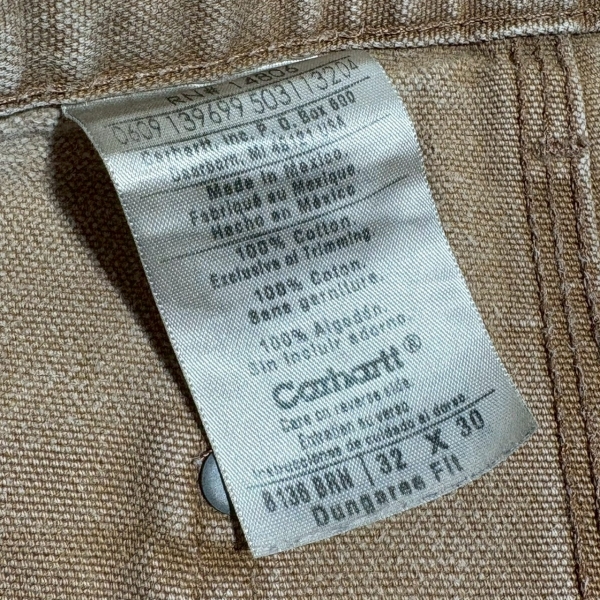 RN# 14806
0609139699 5031 13204
Carhartt, Inc. P.O. Box 600
Dearborn, MI 48121 USA
Made in Mexico.
Fabriqué au Mexique
Hecho en México
100% Cotton.
Exclusive of Trimming.
100% Coton.
Sans garniture.
100% Algodón.
Sin incluir adorno.
Carhartt®
Care on reverse side.
Entretien au verso
Instrucciones de cuidado al dorso
B136 BRN | 32 X 30
Dungaree Fit